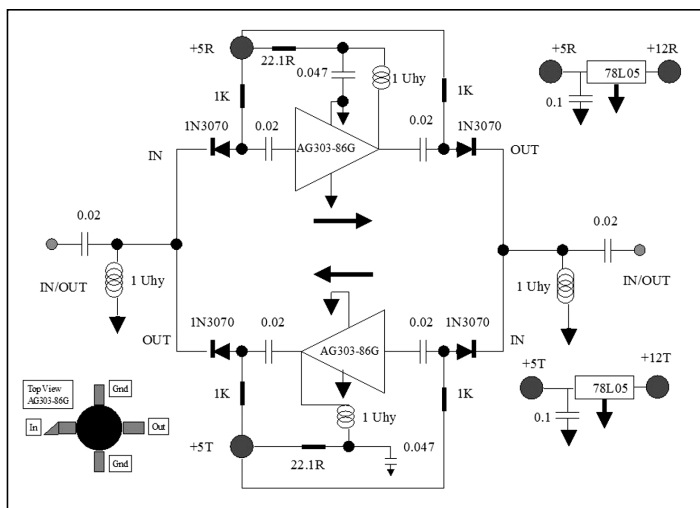 +5R
22.1R
0.047
1 Uhy
+5R
78L05
+12R
0.1
1K
1K
1N3070
0.02
AG303-86G
0.02
1N3070
IN
OUT
0.02
0.02
IN/OUT
1 Uhy
1 Uhy
IN/OUT
OUT
1N3070
0.02
AG303-86G
0.02
1N3070
IN
+5T
78L05
+12T
0.1
1K
1K
1 Uhy
+5T
22.1R
0.047
Top View
AG303-86G
Gnd
In
Out
Gnd